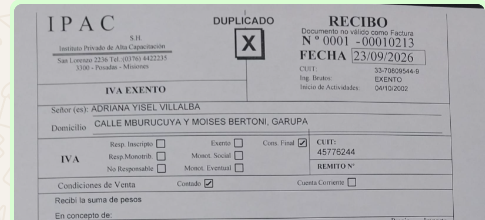 IPAC
S.H.
Instituto Privado de Alta Capacitación
San Lorenzo 2236 Tel.:(0376) 4422235
3300 - Posadas - Misiones
IVA EXENTO
DUPLICADO
X
RECIBO
Documento no válido como Factura
N° 0001 -00010213
FECHA 23/09/2026
CUIT: 33-70809544-9
Ing. Brutos: EXENTO
Inicio de Actividades: 04/10/2002
Señor (es): ADRIANA YISEL VILLALBA
Domicilio CALLE MBURUCUYA Y MOISES BERTONI, GARUPA
IVA
Resp. Inscripto Exento Cons. Final
Resp.Monotrib. Monot. Social
No Responsable Monot. Eventual
CUIT:
45776244
REMITO Nº
Condiciones de Venta Contado Cuenta Corriente
Recibí la suma de pesos
En concepto de: